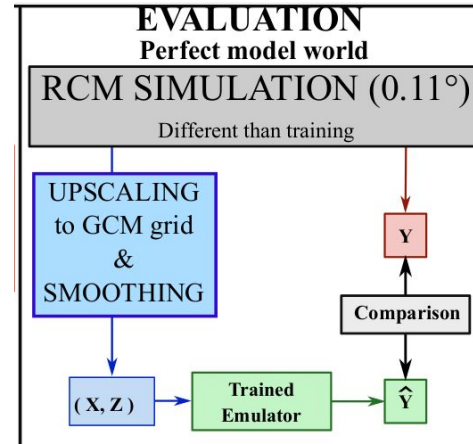 EVALUATION
Perfect model world
RCM SIMULATION (0.11°)
Different than training
UPSCALING
to GCM grid
&
SMOOTHING
Y
Comparison
( X, Z )
Trained
Emulator
Ŷ